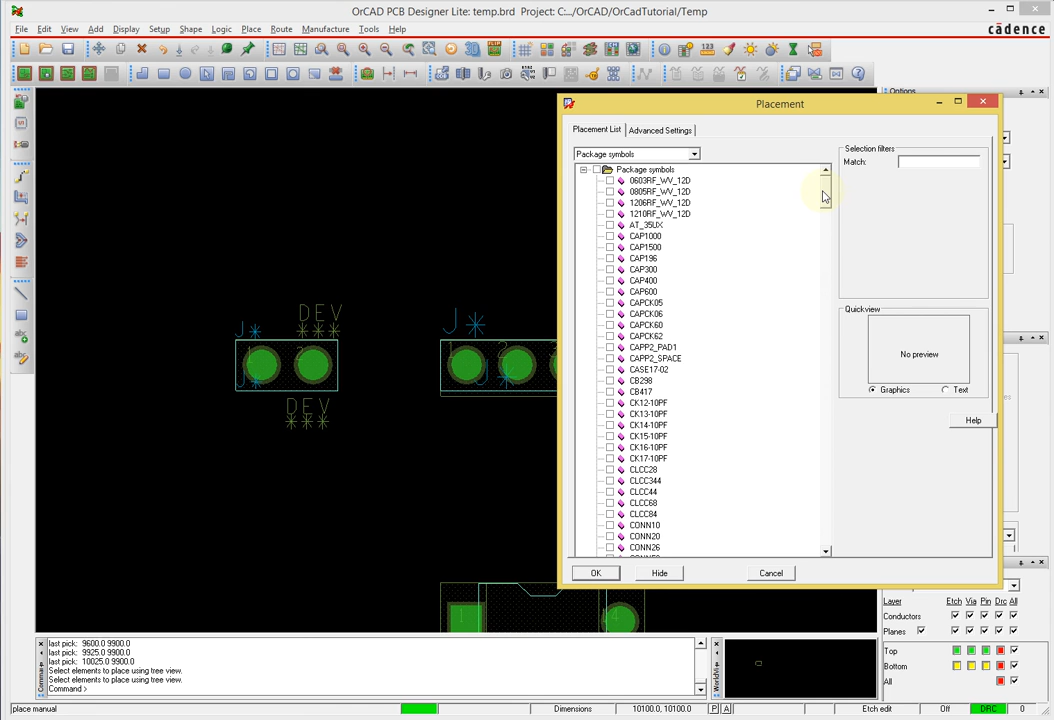 OrCAD PCB Designer Lite: temp.brd Project: C:.../OrCAD/OrCadTutorial/Temp
File Edit View Add Display Setup Shape Logic Place Route Manufacture Tools Help
cādence
Options
Placement
Placement List
Advanced Settings
Package symbols
Selection filters
Match:
Package symbols
0603RF_WV_12D
0805RF_WV_12D
1206RF_WV_12D
1210RF_WV_12D
AT_35UX
CAP1000
CAP1500
CAP196
CAP300
CAP400
CAP600
CAPCK05
CAPCK06
CAPCK60
CAPCK62
CAPP2_PAD1
CAPP2_SPACE
CASE17-02
CB298
CB417
CK12-10PF
CK13-10PF
CK14-10PF
CK15-10PF
CK16-10PF
CK17-10PF
CLCC28
CLCC344
CLCC44
CLCC68
CLCC84
CONN10
CONN20
CONN26
Quickview
No preview
Graphics
Text
Help
OK
Hide
Cancel
J*
DEV
***
J*
DEV
***
J*
1
2
J*
1
Layer Etch Via Pin Drc All
Conductors
Planes
Top
Bottom
All
last pick: 9600.0 9900.0
last pick: 9925.0 9900.0
last pick: 10025.0 9900.0
Select elements to place using tree view.
Select elements to place using tree view.
Command >
Command
WorldVie
place manual
Dimensions
10100.0, 10100.0
P
A
Etch edit
Off
DRC
0